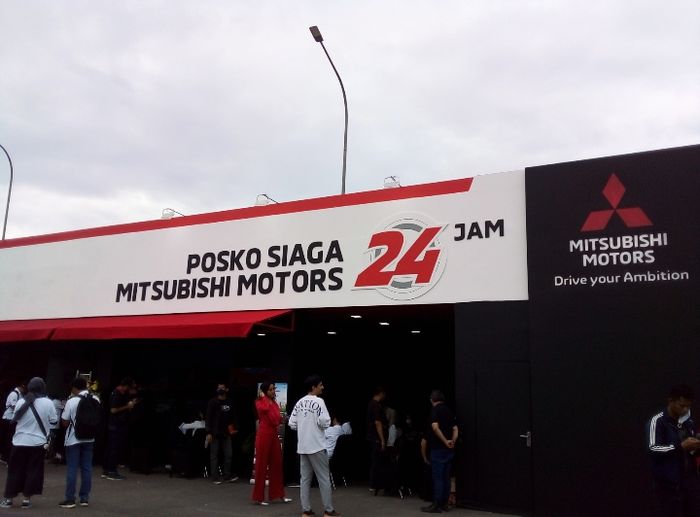 POSKO SIAGA
MITSUBISHI MOTORS
24 JAM
MITSUBISHI
MOTORS
Drive your Ambition